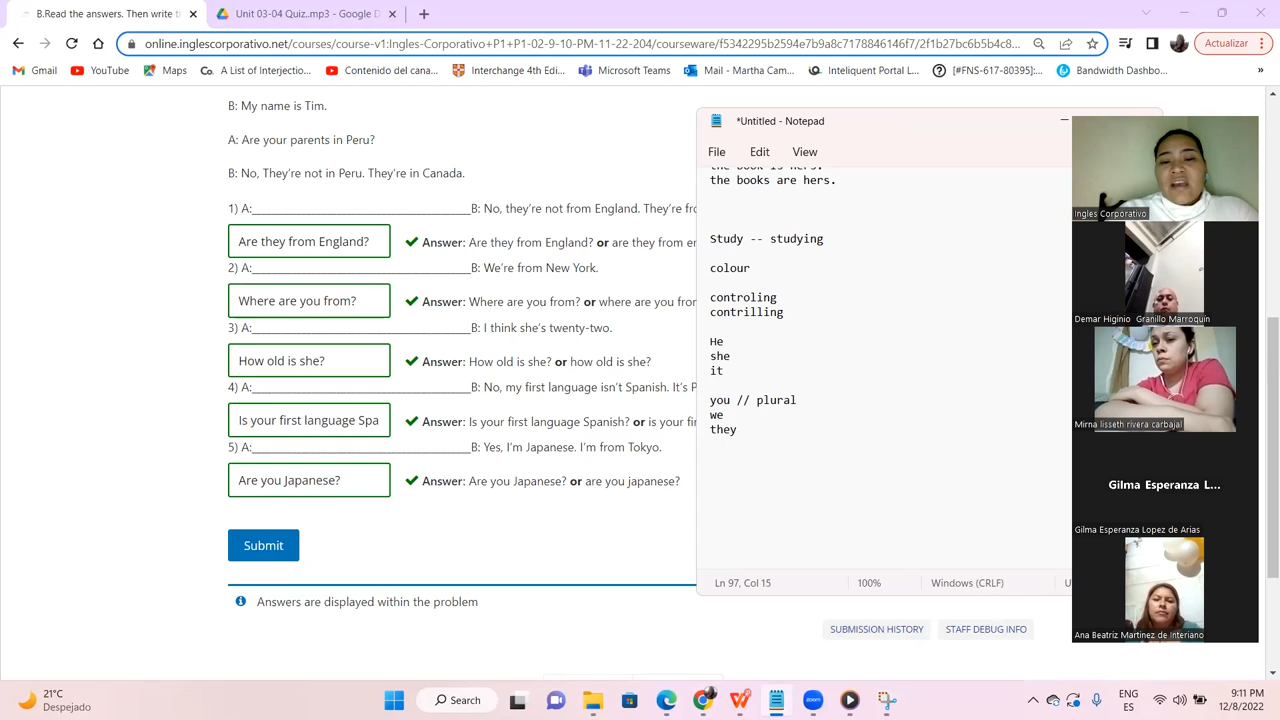 B.Read the answers. Then write t
Unit 03-04 Quiz..mp3 - Google D
online.inglescorporativo.net/courses/course-v1:Ingles-Corporativo+P1+P1-02-9-10-PM-11-22-204/courseware/f5342295b2594e7b9a8c7178846146f7/2f1b27bc6b5b4c8...
Actualizar
Gmail
YouTube
Maps
A List of Interjectio...
Contenido del cana...
Interchange 4th Edi...
Microsoft Teams
Mail - Martha Cam...
Inteliquent Portal L...
[#FNS-617-80395]:...
Bandwidth Dashbo...
»
B: My name is Tim.
A: Are your parents in Peru?
B: No, They're not in Peru. They're in Canada.
1) A:______________________________B: No, they're not from England. They're fro
Are they from England?
Answer: Are they from England? or are they from en
2) A:______________________________B: We're from New York.
Where are you from?
Answer: Where are you from? or where are you from
3) A:______________________________B: I think she's twenty-two.
How old is she?
Answer: How old is she? or how old is she?
4) A:______________________________B: No, my first language isn't Spanish. It's P
Is your first language Spa
Answer: Is your first language Spanish? or is your fir
5) A:______________________________B: Yes, I'm Japanese. I'm from Tokyo.
Are you Japanese?
Answer: Are you Japanese? or are you japanese?
Submit
Answers are displayed within the problem
SUBMISSION HISTORY
STAFF DEBUG INFO
*Untitled - Notepad
File
Edit
View
the book is hers.
the books are hers.
Study -- studying
colour
controling
contrilling
He
she
it
you // plural
we
they
Ln 97, Col 15
100%
Windows (CRLF)
U
Ingles Corporativo
Demar Higinio Granillo Marroquín
Mirna lisseth rivera carbajal
Gilma Esperanza L...
Gilma Esperanza Lopez de Arias
Ana Beatriz Martinez de Interiano
21°C
Despejado
Search
ENG
ES
9:11 PM
12/8/2022